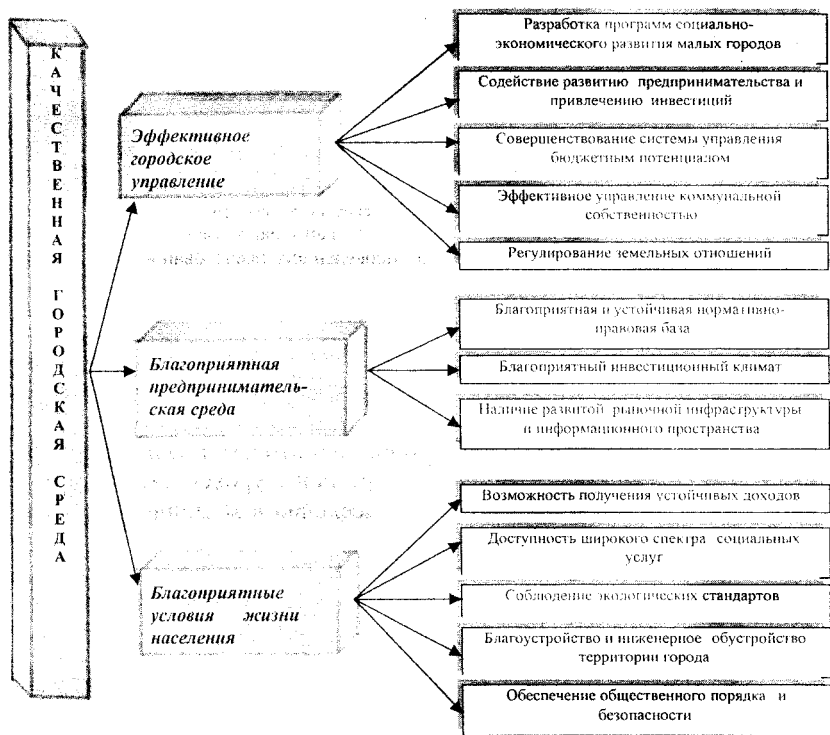 КАЧЕСТВЕННАЯ ГОРОДСКАЯ СРЕДА
Эффективное
городское
управление
Разработка программ социально-
экономического развития малых городов
Содействие развитию предпринимательства и
привлечению инвестиций
Совершенствование системы управления
бюджетным потенциалом
Эффективное управление коммунальной
собственностью
Регулирование земельных отношений
Благоприятная
предприниматель-
ская среда
Благоприятная и устойчивая нормативно-
правовая база
Благоприятный инвестиционный климат
Наличие развитой рыночной инфраструктуры
и информационного пространства
Благоприятные
условия жизни
населения
Возможность получения устойчивых доходов
Доступность широкого спектра социальных
услуг
Соблюдение экологических стандартов
Благоустройство и инженерное обустройство
территории города
Обеспечение общественного порядка и
безопасности